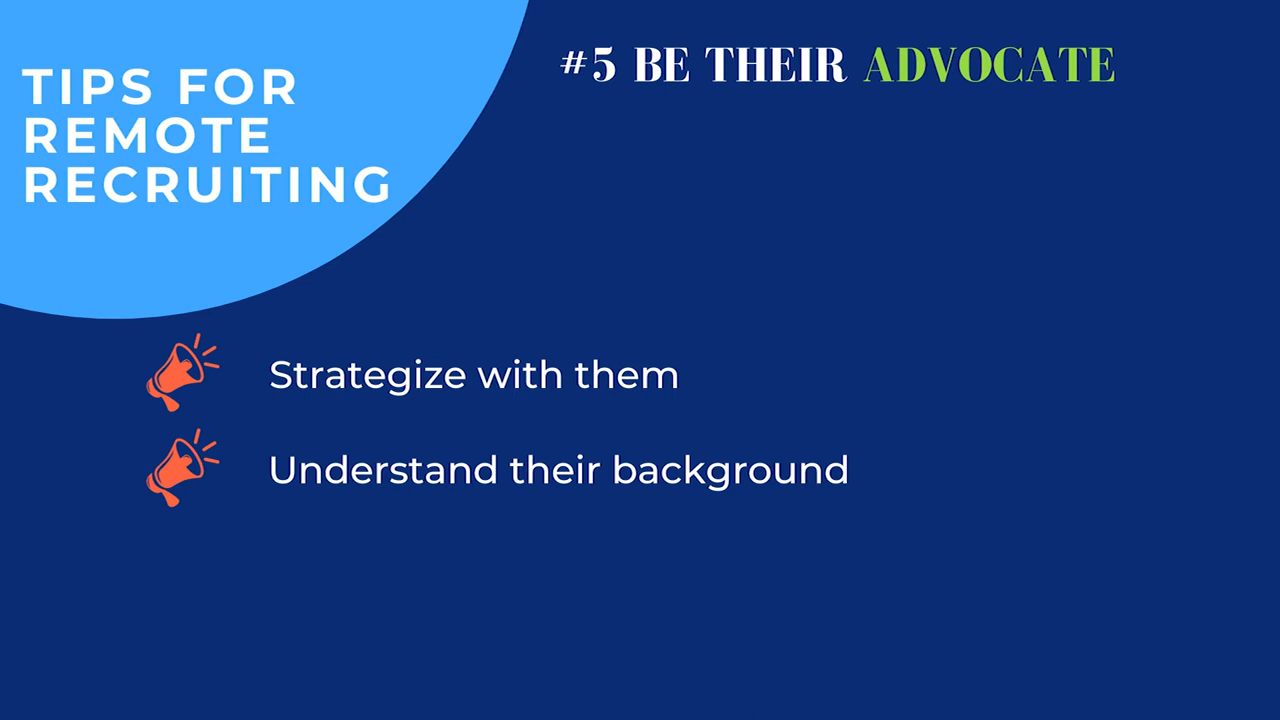 TIPS FOR
REMOTE
RECRUITING
#5 BE THEIR ADVOCATE
Strategize with them
Understand their background